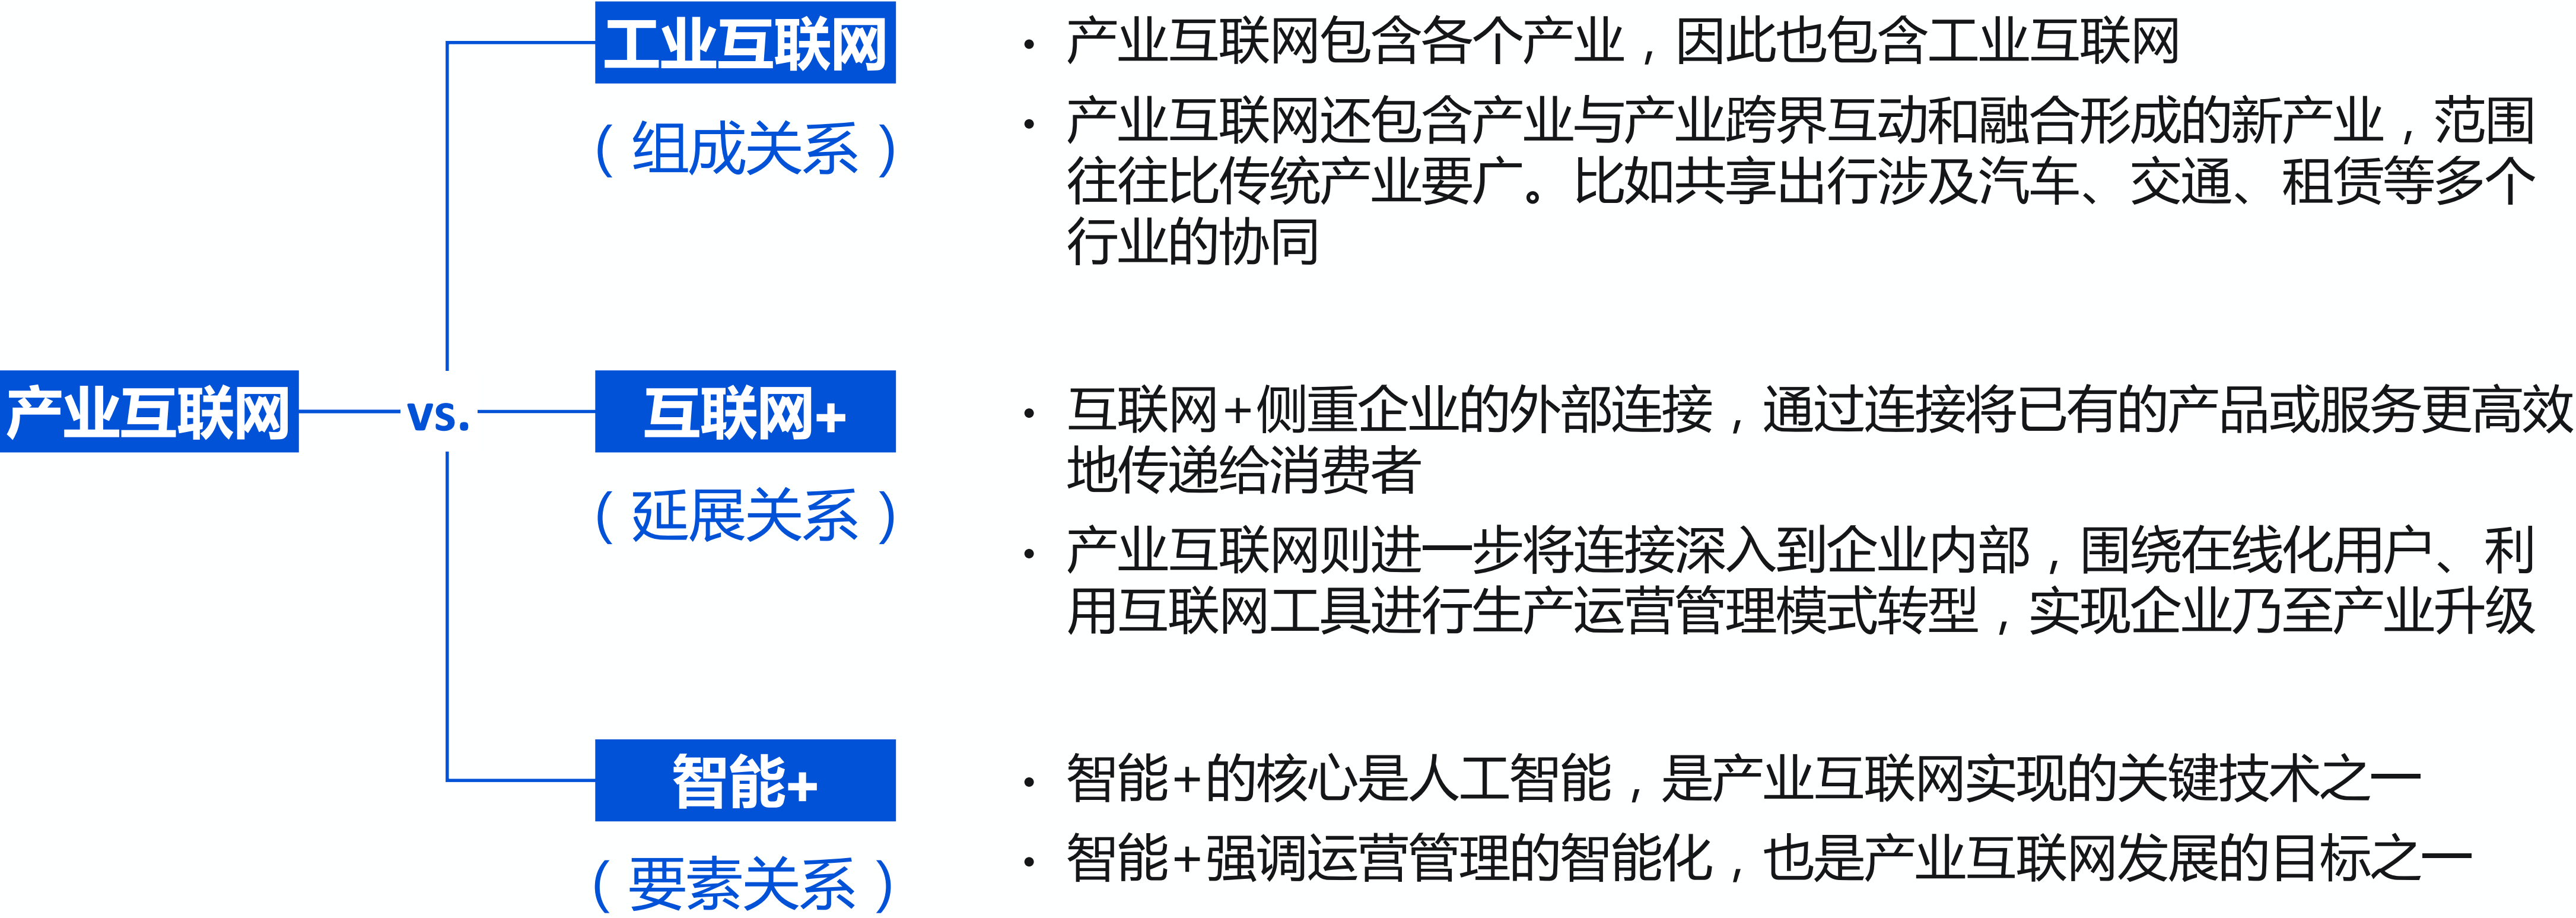 工业互联网
（组成关系）
• 产业互联网包含各个产业，因此也包含工业互联网
• 产业互联网还包含产业与产业跨界互动和融合形成的新产业，范围
往往比传统产业要广。比如共享出行涉及汽车、交通、租赁等多个
行业的协同
产业互联网
vs.
互联网+
（延展关系）
• 互联网+侧重企业的外部连接，通过连接将已有的产品或服务更高效
地传递给消费者
• 产业互联网则进一步将连接深入到企业内部，围绕在线化用户、利
用互联网工具进行生产运营管理模式转型，实现企业乃至产业升级
智能+
（要素关系）
• 智能+的核心是人工智能，是产业互联网实现的关键技术之一
• 智能+强调运营管理的智能化，也是产业互联网发展的目标之一